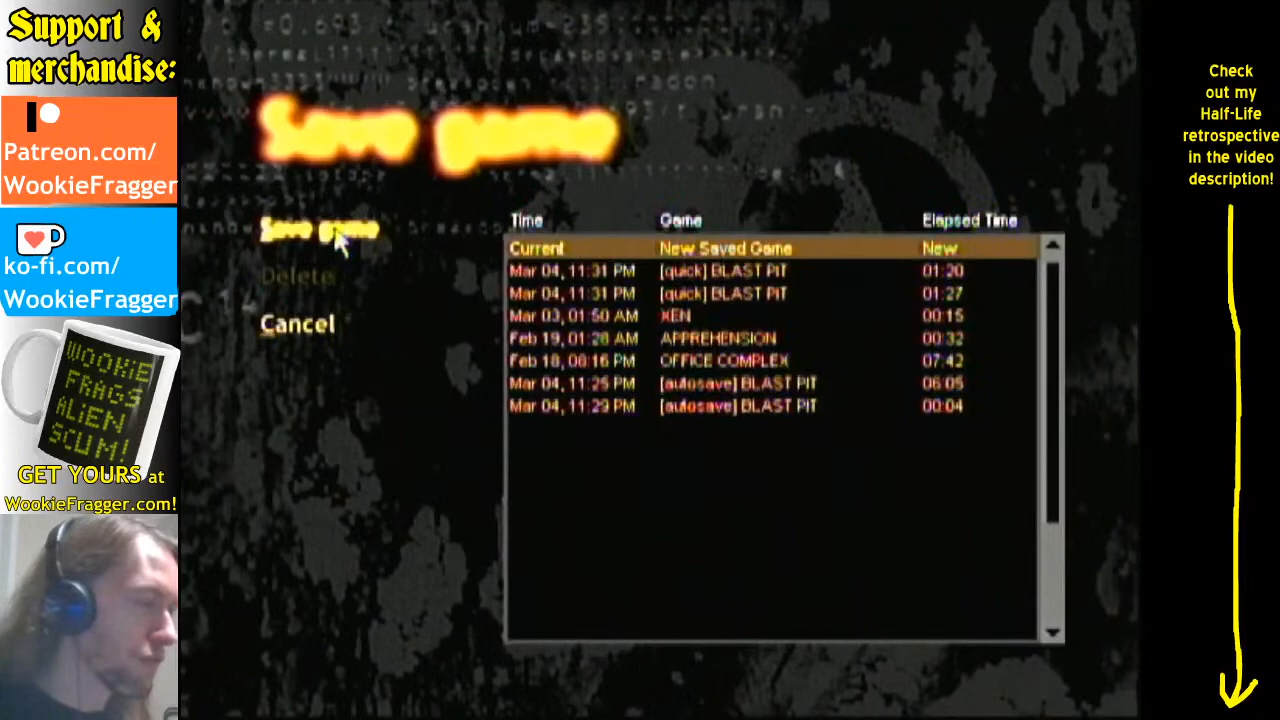 Support &
merchandise:
Patreon.com/
WookieFragger
ko-fi.com/
WookieFragger
WOOKiE
FRAGS
ALiEN
SCUM!
GET YOURS at
WookieFragger.com!
Save game
Save game
Delete
Cancel
Time Game Elapsed Time
Current New Saved Game New
Mar 04, 11:31 PM [quick] BLAST PIT 01:20
Mar 04, 11:31 PM [quick] BLAST PIT 01:27
Mar 03, 01:50 AM XEN 00:15
Feb 19, 01:28 AM APPREHENSION 00:32
Feb 18, 08:16 PM OFFICE COMPLEX 07:42
Mar 04, 11:25 PM [autosave] BLAST PIT 06:05
Mar 04, 11:29 PM [autosave] BLAST PIT 00:04
Check
out my
Half-Life
retrospective
in the video
description!